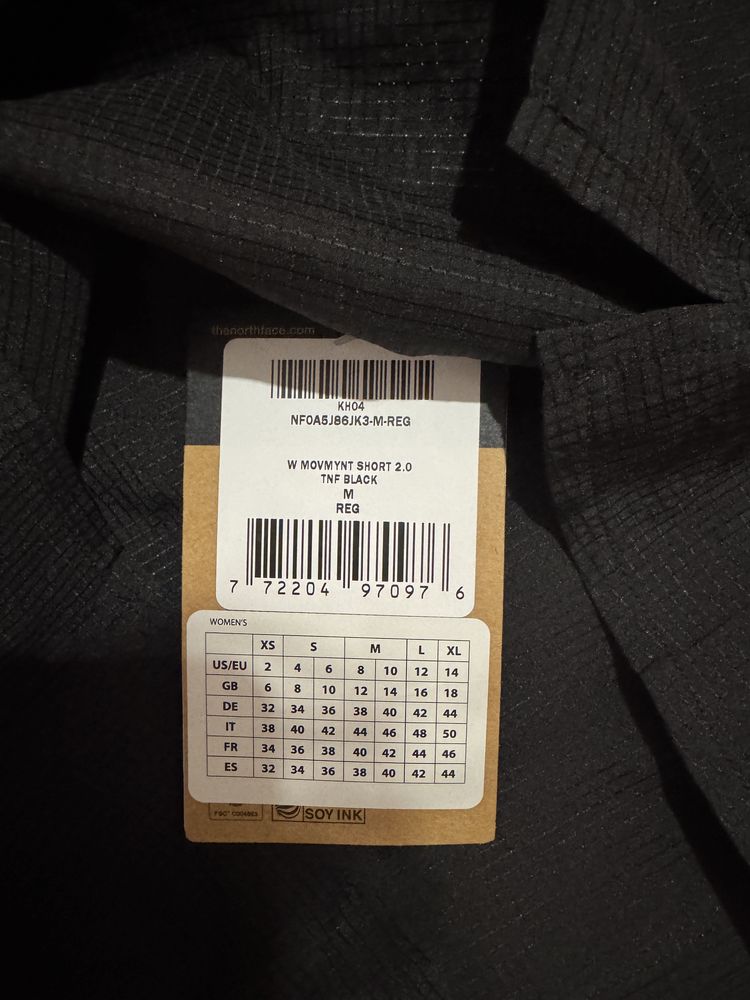 thenorthface.com
KH04
NF0A5J86JK3-M-REG
W MOVMYNT SHORT 2.0
TNF BLACK
M
REG
7 72204 97097 6
WOMEN'S
XS S M L XL
US/EU 2 4 6 8 10 12 14
GB 6 8 10 12 14 16 18
DE 32 34 36 38 40 42 44
IT 38 40 42 44 46 48 50
FR 34 36 38 40 42 44 46
ES 32 34 36 38 40 42 44
SOY INK